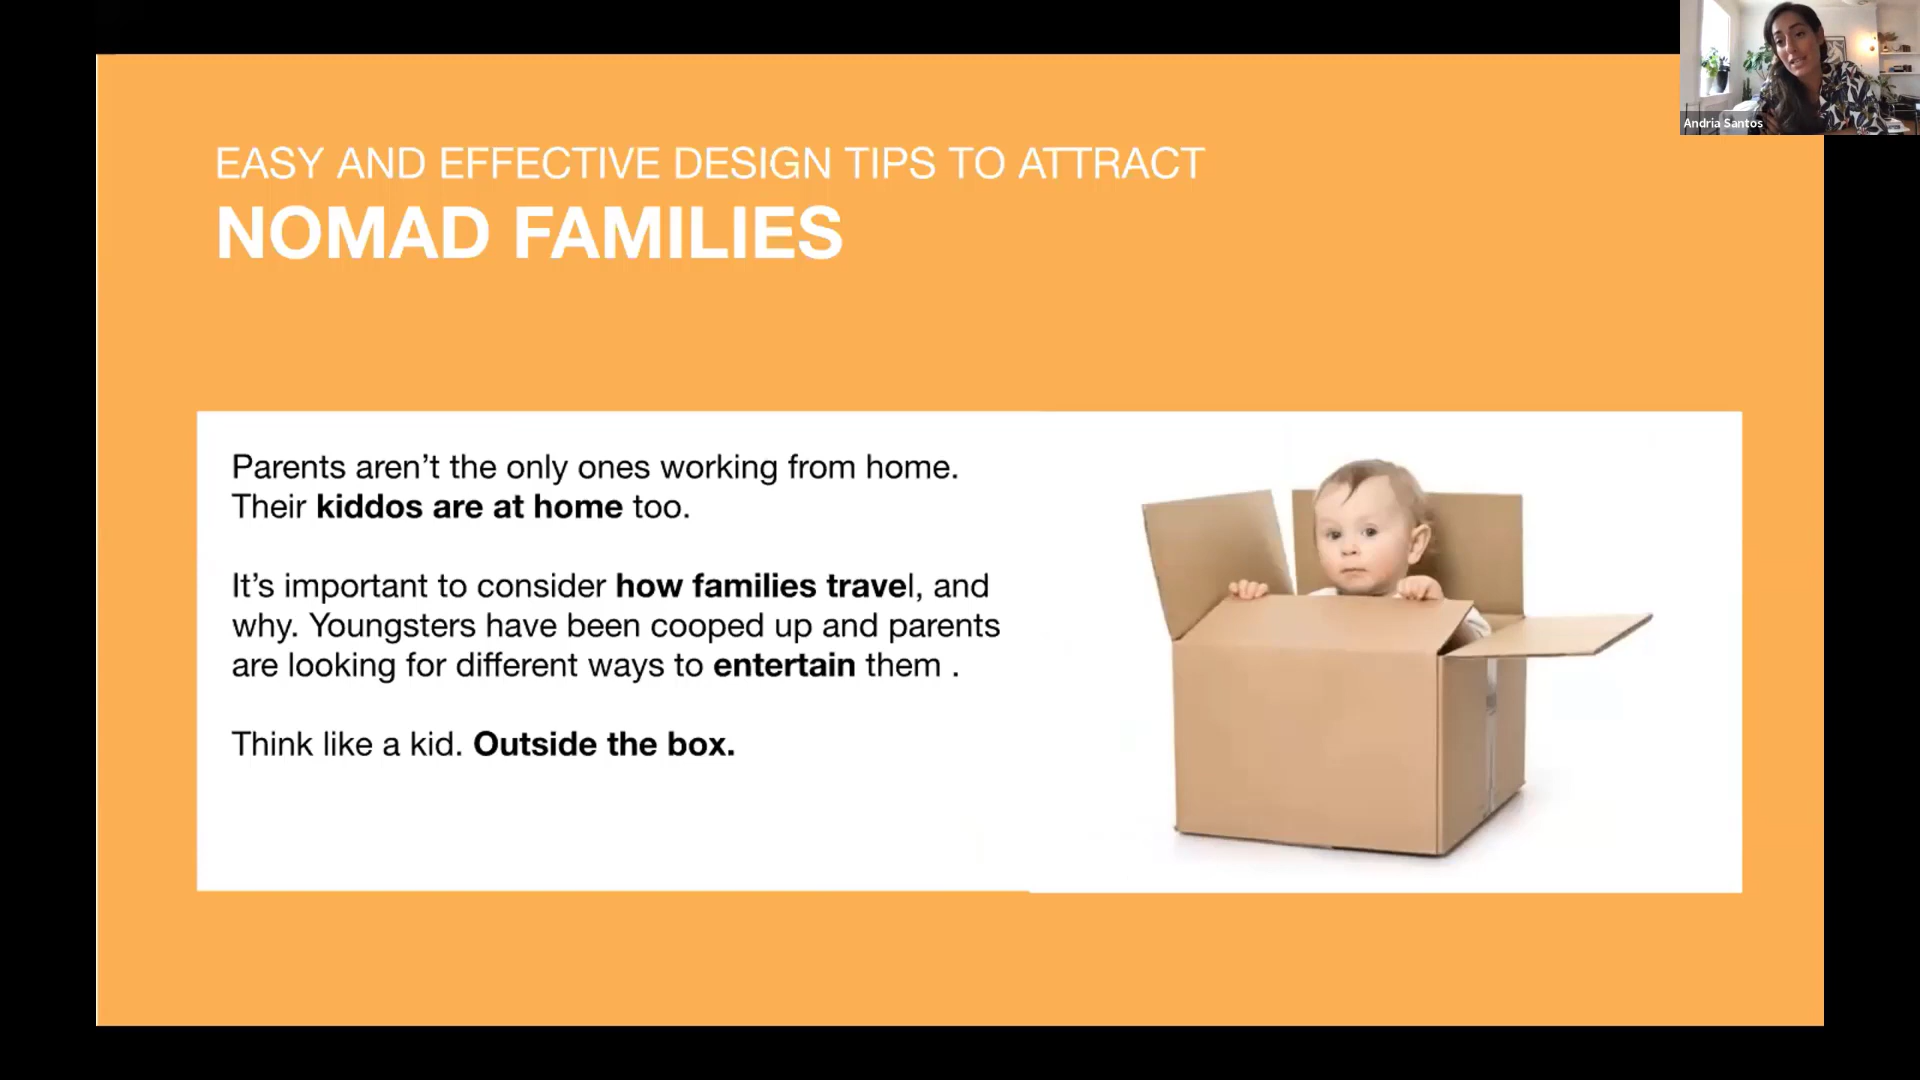 EASY AND EFFECTIVE DESIGN TIPS TO ATTRACT
NOMAD FAMILIES
Parents aren’t the only ones working from home.
Their kiddos are at home too.
It’s important to consider how families travel, and
why. Youngsters have been cooped up and parents
are looking for different ways to entertain them .
Think like a kid. Outside the box.
Andria Santos